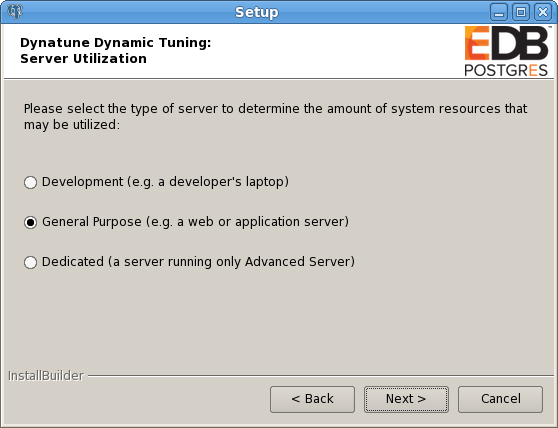 Setup
Dynatune Dynamic Tuning:
Server Utilization
EDB™
POSTGRES
Please select the type of server to determine the amount of system resources that
may be utilized:
Development (e.g. a developer's laptop)
General Purpose (e.g. a web or application server)
Dedicated (a server running only Advanced Server)
InstallBuilder
< Back
Next >
Cancel